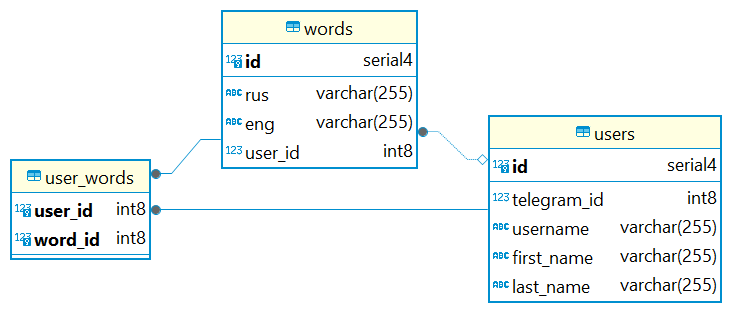 words
id serial4
rus varchar(255)
eng varchar(255)
user_id int8
user_words
user_id int8
word_id int8
users
id serial4
telegram_id int8
username varchar(255)
first_name varchar(255)
last_name varchar(255)